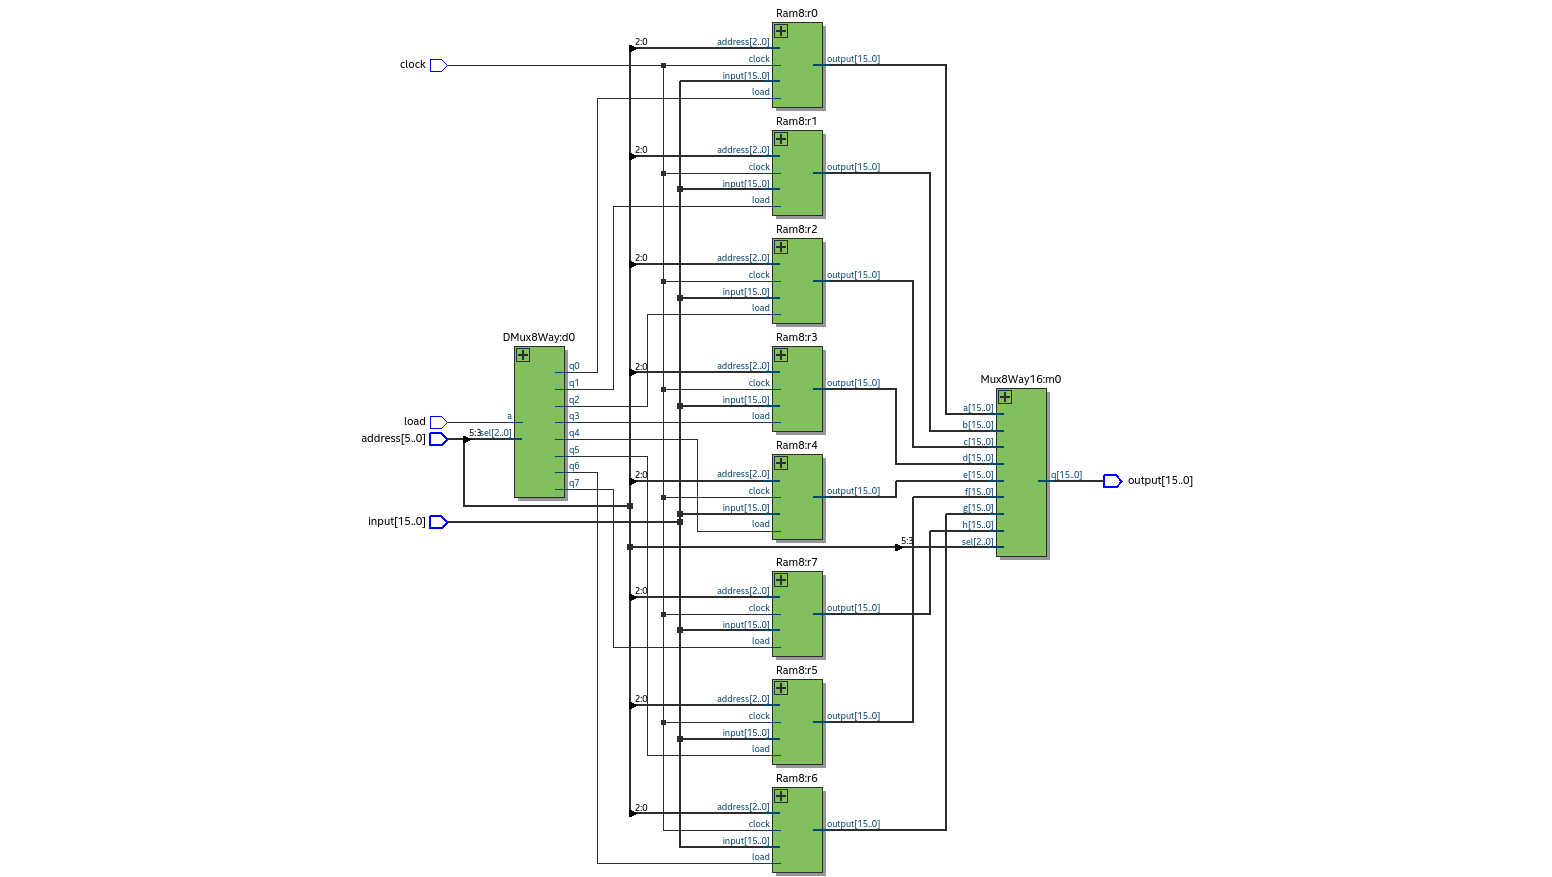 Ram8:r0
2:0 address[2..0]
clock clock output[15..0]
input[15..0]
load
Ram8:r1
2:0 address[2..0]
clock output[15..0]
input[15..0]
load
Ram8:r2
2:0 address[2..0]
clock output[15..0]
input[15..0]
load
DMux8Way:d0 Ram8:r3
q0 2:0 address[2..0]
q1 clock output[15..0]
Mux8Way16:m0
q2 input[15..0] a[15..0]
load a q3 load b[15..0]
address[5..0] 5:3 sel[2..0] q4 Ram8:r4 c[15..0]
q5 d[15..0]
q6 2:0 address[2..0] e[15..0] q[15..0] output[15..0]
q7 clock output[15..0] f[15..0]
input[15..0] input[15..0] g[15..0]
load h[15..0]
5:3 sel[2..0]
Ram8:r7
2:0 address[2..0]
clock output[15..0]
input[15..0]
load
Ram8:r5
2:0 address[2..0]
clock output[15..0]
input[15..0]
load
Ram8:r6
2:0 address[2..0]
clock output[15..0]
input[15..0]
load